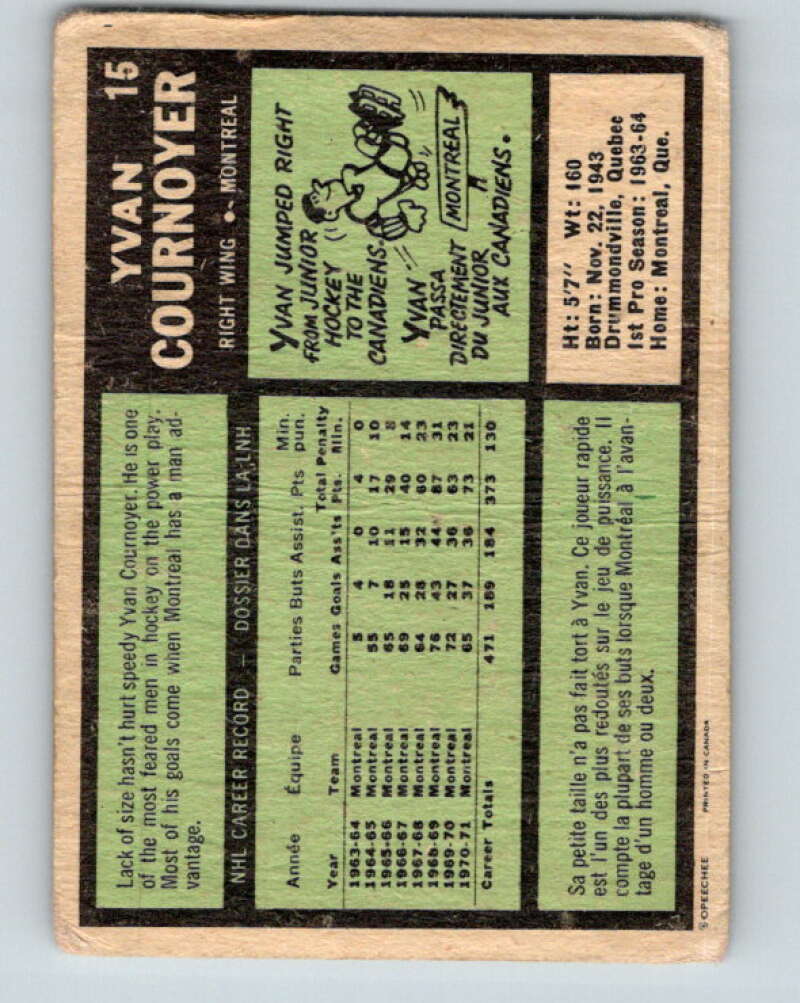 YVAN 15
COURNOYER
RIGHT WING • MONTREAL
Lack of size hasn't hurt speedy Yvan Cournoyer. He is one
of the most feared men in hockey on the power play.
Most of his goals come when Montreal has a man ad-
vantage.
YVAN JUMPED RIGHT
FROM JUNIOR
HOCKEY
TO THE
CANADIENS.
YVAN
PASSA
DIRECTEMENT
DU JUNIOR
AUX CANADIENS.
MONTREAL
NHL CAREER RECORD — DOSSIER DANS LA LNH
Année Équipe Parties Buts Assist. Pts Min. pun.
Year Team Games Goals Ass'ts Total Pts. Penalty Min.
1963-64 Montreal 5 4 0 4 0
1964-65 Montreal 55 7 10 17 10
1965-66 Montreal 65 18 11 29 8
1966-67 Montreal 69 25 15 40 14
1967-68 Montreal 64 28 32 60 23
1968-69 Montreal 76 43 44 87 31
1969-70 Montreal 72 27 36 63 23
1970-71 Montreal 65 37 36 73 21
Career Totals 471 189 184 373 130
Ht: 5'7" Wt: 160
Born: Nov. 22, 1943
Drummondville, Quebec
1st Pro Season: 1963-64
Home: Montreal, Que.
Sa petite taille n'a pas fait tort à Yvan. Ce joueur rapide
est l'un des plus redoutés sur le jeu de puissance. Il
compte la plupart de ses buts lorsque Montréal à l'avan-
tage d'un homme ou deux.
© OPEECHEE PRINTED IN CANADA